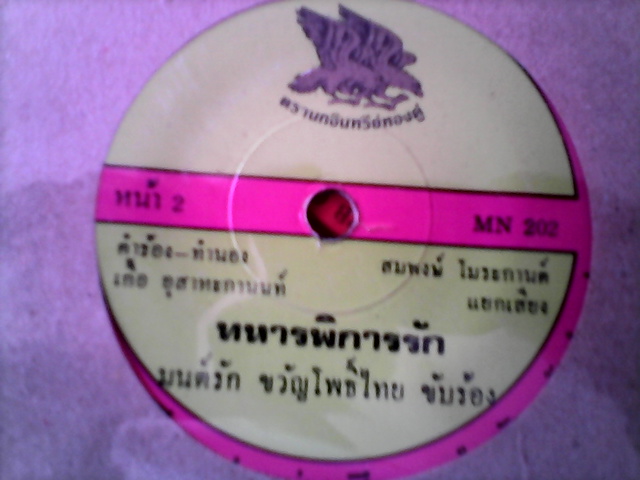 ตรานกอินทรีย์ทองคู่
หน้า 2
MN 202
คำร้อง-ทำนอง
เกื้อ อุสาหะกานนท์
สมพงษ์ โมระกานต์
แยกเสียง
ทหารพิการรัก
มนต์รัก ขวัญโพธิ์ไทย ขับร้อง